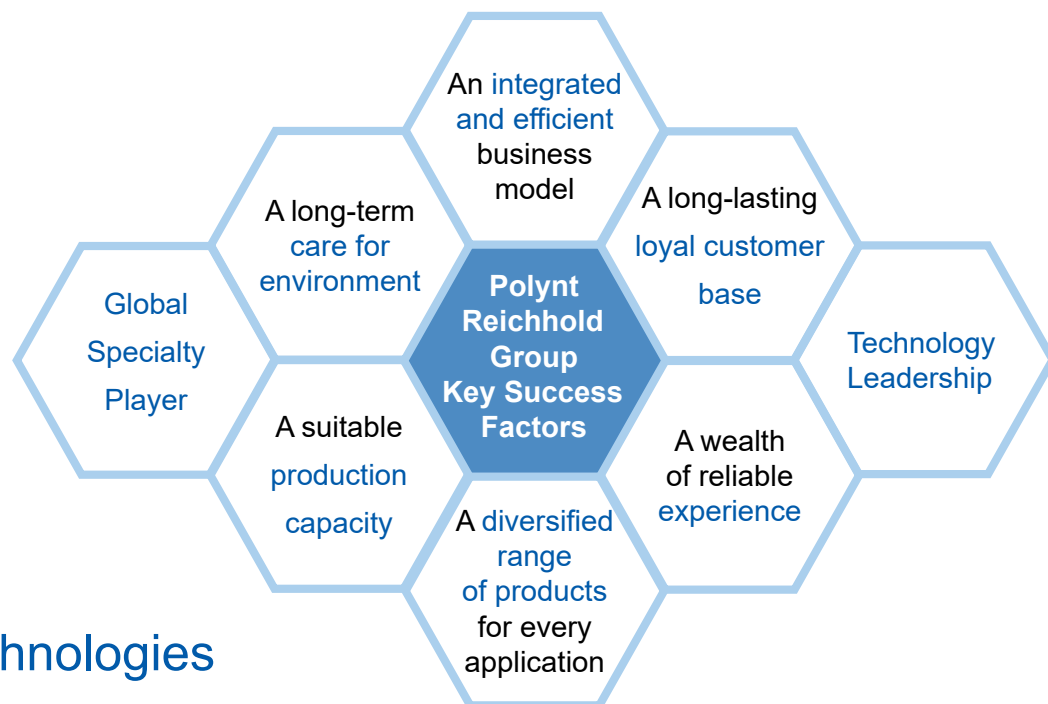 An integrated
and efficient
business
model
A long-term
care for
environment
A long-lasting
loyal customer
base
Global
Specialty
Player
Polynt
Reichhold
Group
Key Success
Factors
Technology
Leadership
A suitable
production
capacity
A wealth
of reliable
experience
A diversified
range
of products
for every
application
hnologies